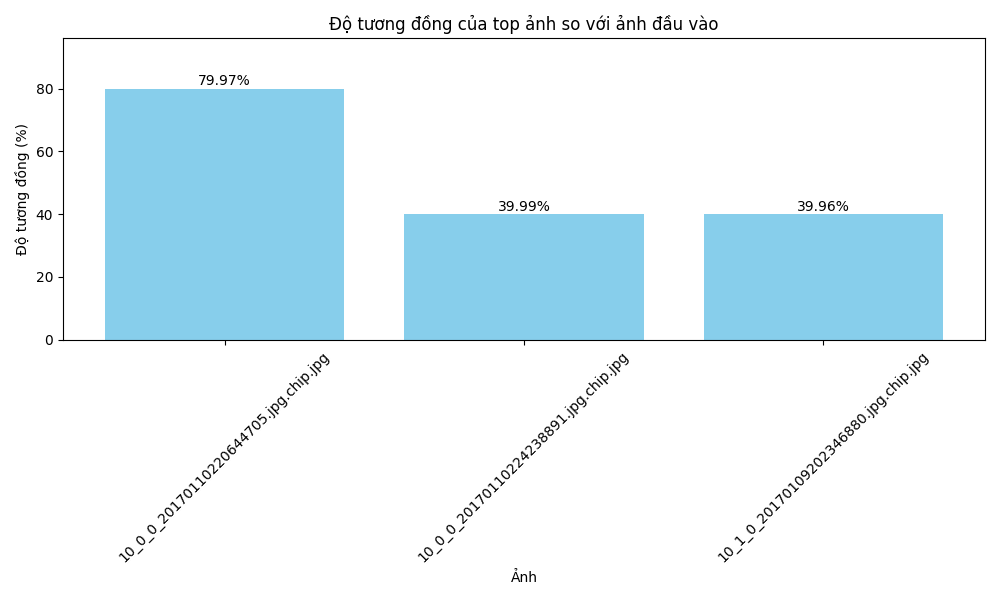 Độ tương đồng của top ảnh so với ảnh đầu vào
Độ tương đồng (%)
80
60
40
20
0
79.97%
39.99%
39.96%
10_0_0_20170110220644705.jpg.chip.jpg
10_0_0_20170110224238891.jpg.chip.jpg
10_1_0_20170109202346880.jpg.chip.jpg
Ảnh